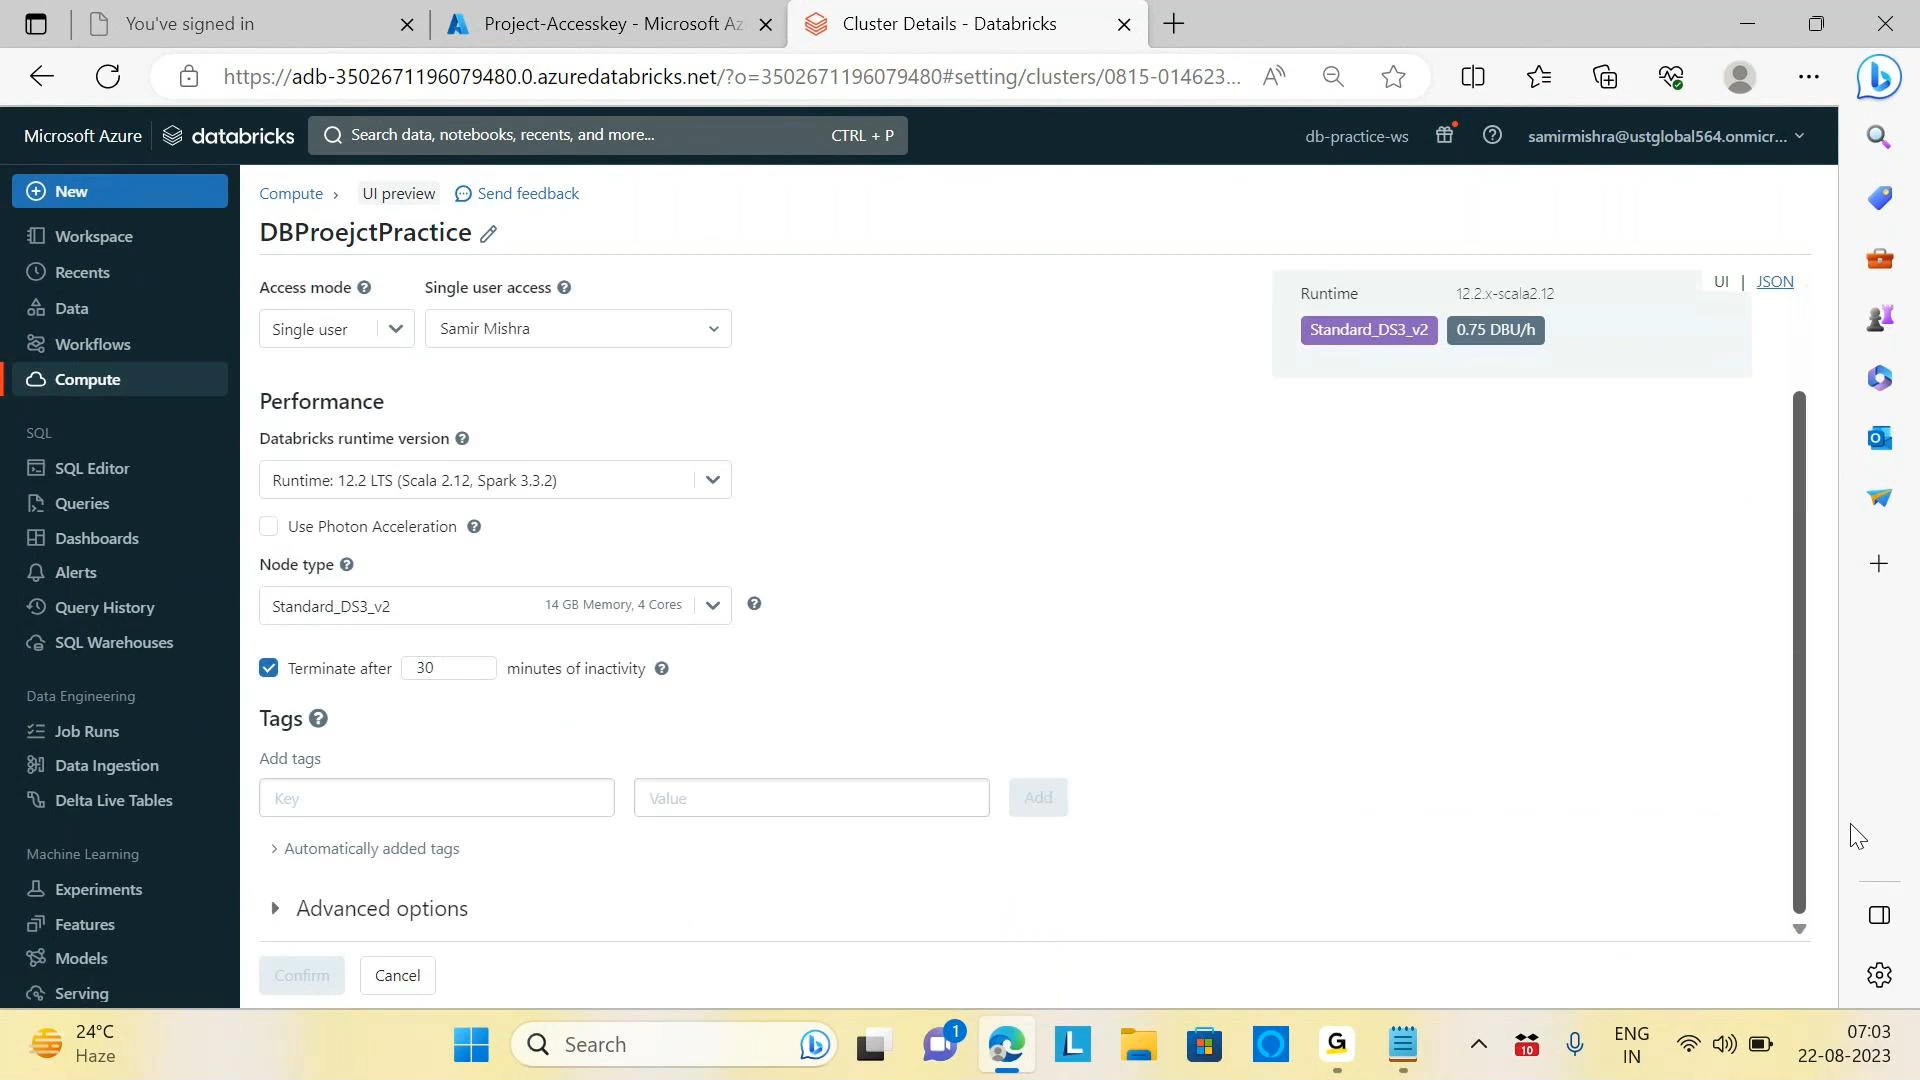 You've signed in
Project-Accesskey - Microsoft Az
Cluster Details - Databricks
https://adb-3502671196079480.0.azuredatabricks.net/?o=3502671196079480#setting/clusters/0815-014623...
Microsoft Azure
databricks
Search data, notebooks, recents, and more...
CTRL + P
db-practice-ws
samirmishra@ustglobal564.onmicr...
New
Workspace
Recents
Data
Workflows
Compute
SQL
SQL Editor
Queries
Dashboards
Alerts
Query History
SQL Warehouses
Data Engineering
Job Runs
Data Ingestion
Delta Live Tables
Machine Learning
Experiments
Features
Models
Serving
Compute
UI preview
Send feedback
DBProejctPractice
UI | JSON
Access mode
Single user access
Single user
Samir Mishra
Runtime 12.2.x-scala2.12
Standard_DS3_v2
0.75 DBU/h
Performance
Databricks runtime version
Runtime: 12.2 LTS (Scala 2.12, Spark 3.3.2)
Use Photon Acceleration
Node type
Standard_DS3_v2
14 GB Memory, 4 Cores
Terminate after 30 minutes of inactivity
Tags
Add tags
Key
Value
Add
Automatically added tags
Advanced options
Confirm
Cancel
24°C
Haze
Search
1
10
ENG
IN
07:03
22-08-2023